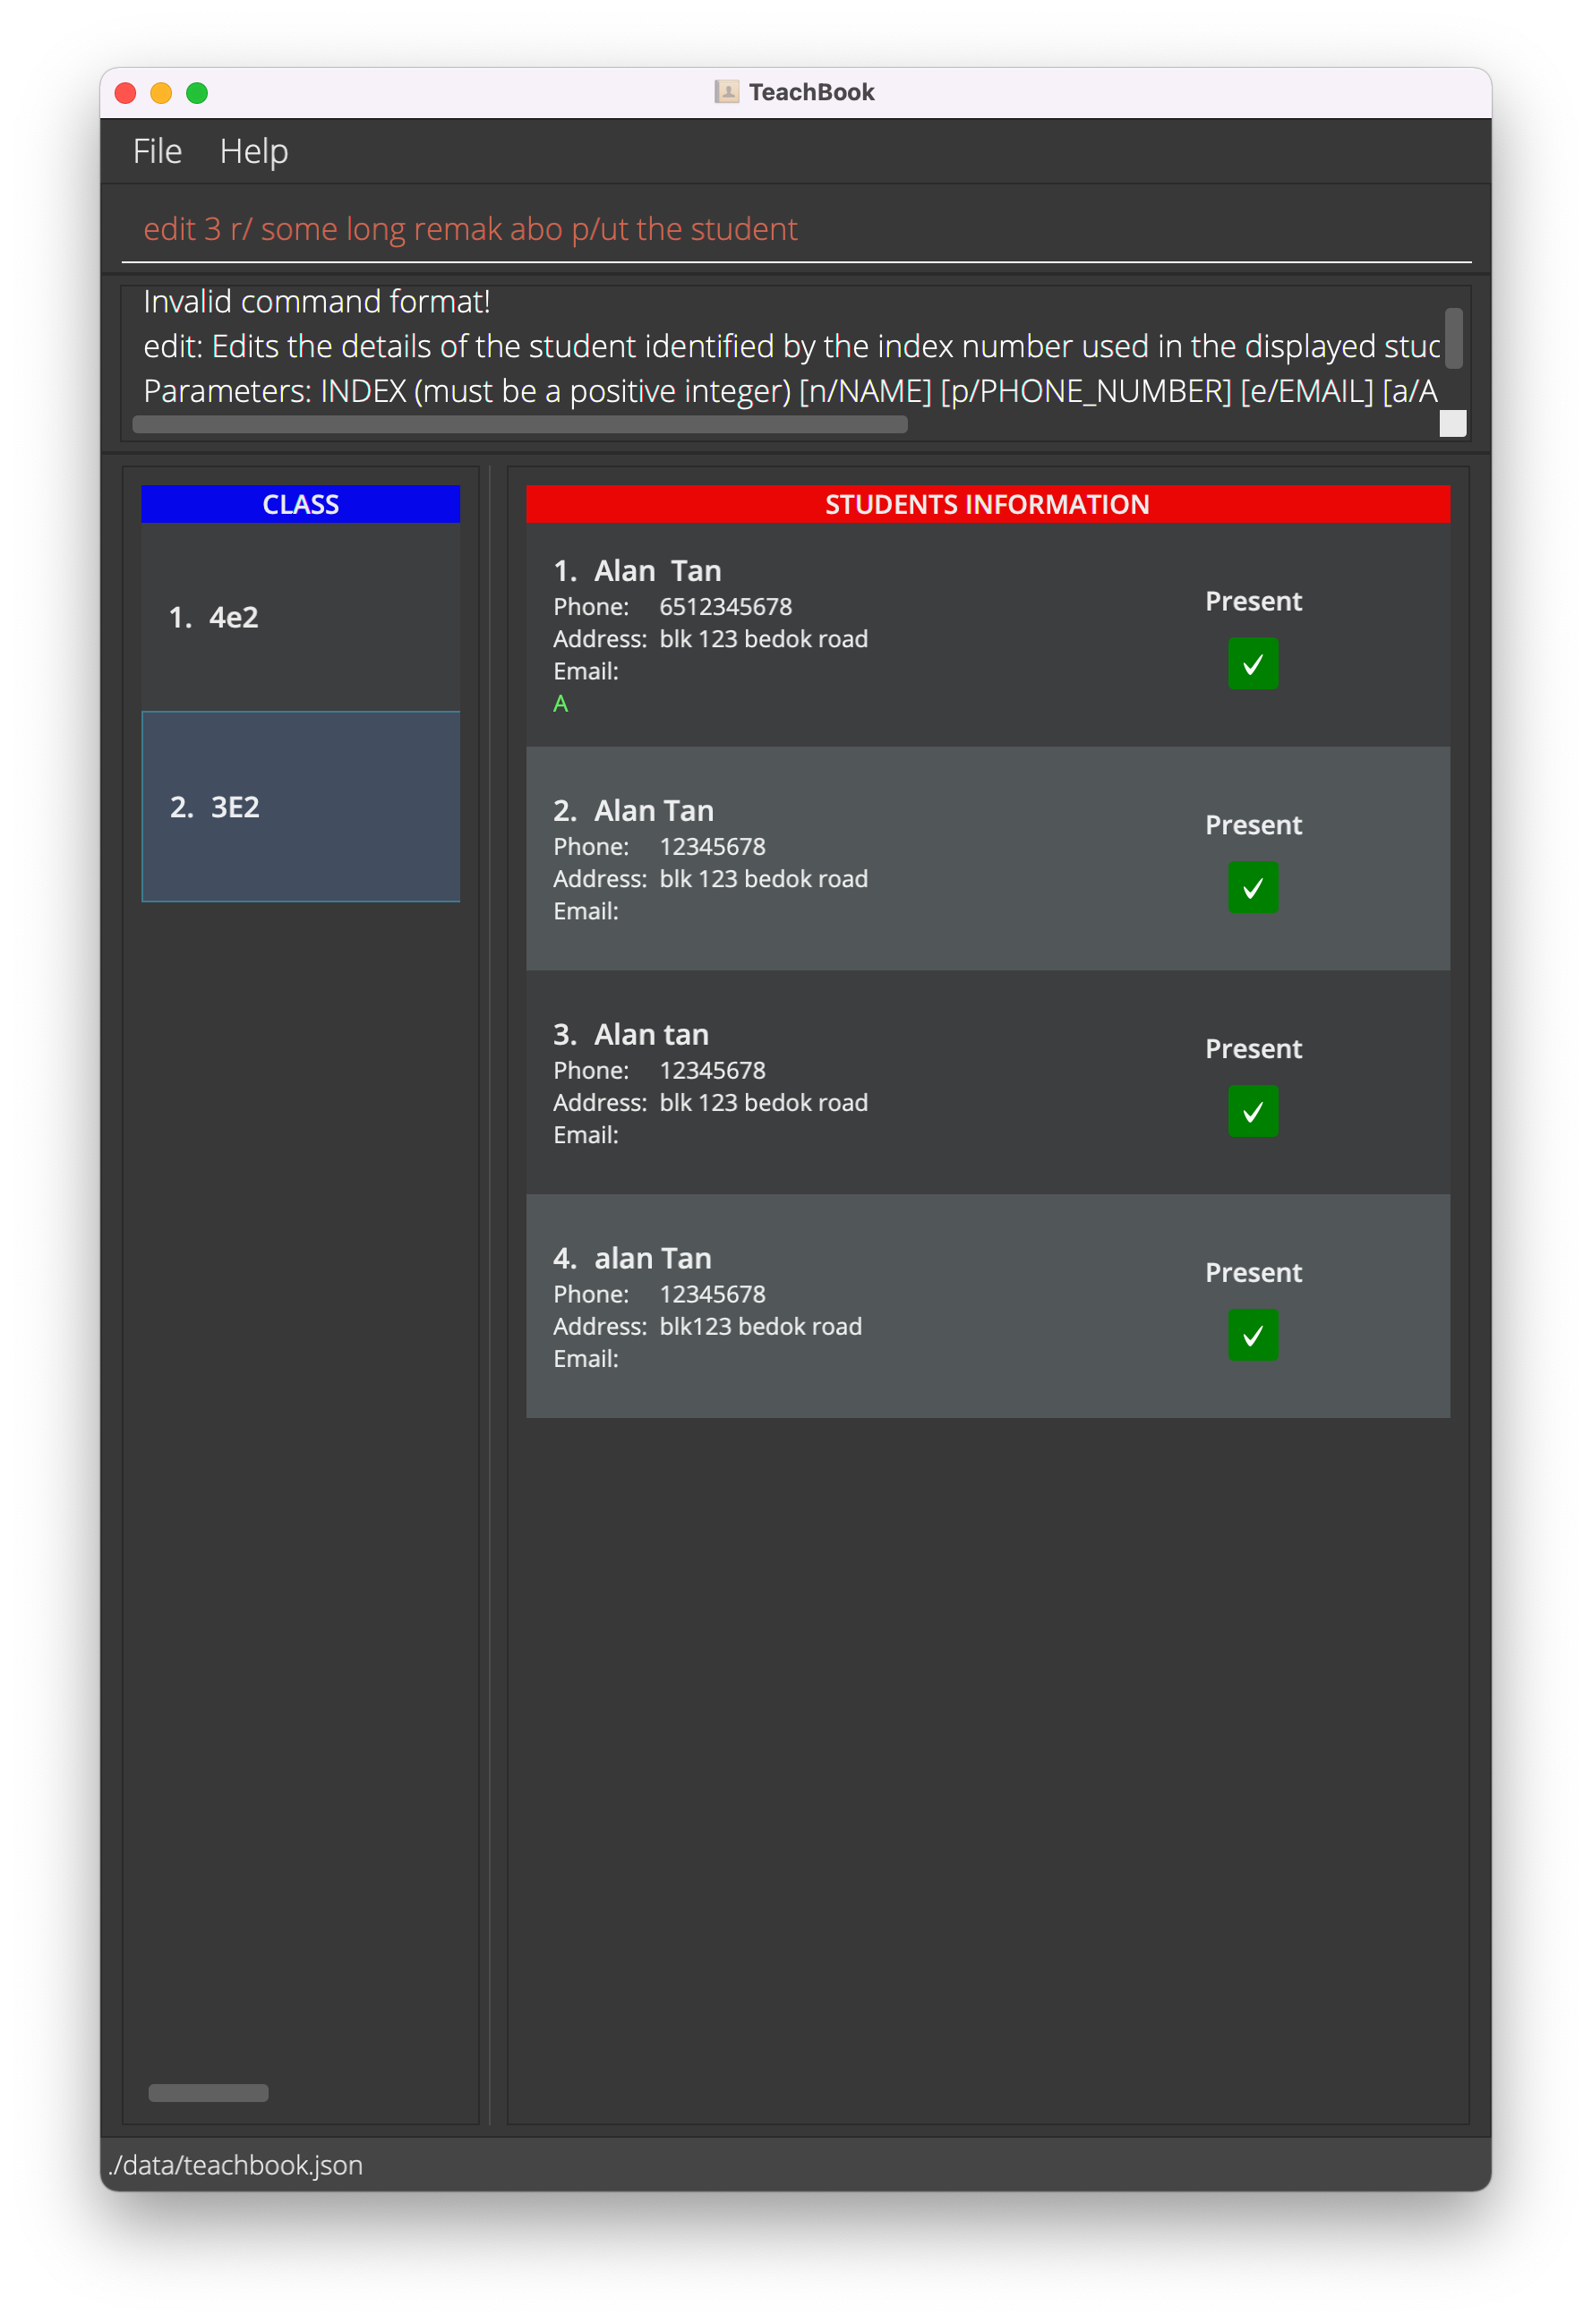 TeachBook
File Help
edit 3 r/ some long remak abo p/ut the student
Invalid command format!
edit: Edits the details of the student identified by the index number used in the displayed stud
Parameters: INDEX (must be a positive integer) [n/NAME] [p/PHONE_NUMBER] [e/EMAIL] [a/A
CLASS
1. 4e2
2. 3E2
STUDENTS INFORMATION
1. Alan  Tan
Phone: 6512345678
Address: blk 123 bedok road
Email:
A
Present
2. Alan Tan
Phone: 12345678
Address: blk 123 bedok road
Email:
Present
3. Alan tan
Phone: 12345678
Address: blk 123 bedok road
Email:
Present
4. alan Tan
Phone: 12345678
Address: blk123 bedok road
Email:
Present
./data/teachbook.json